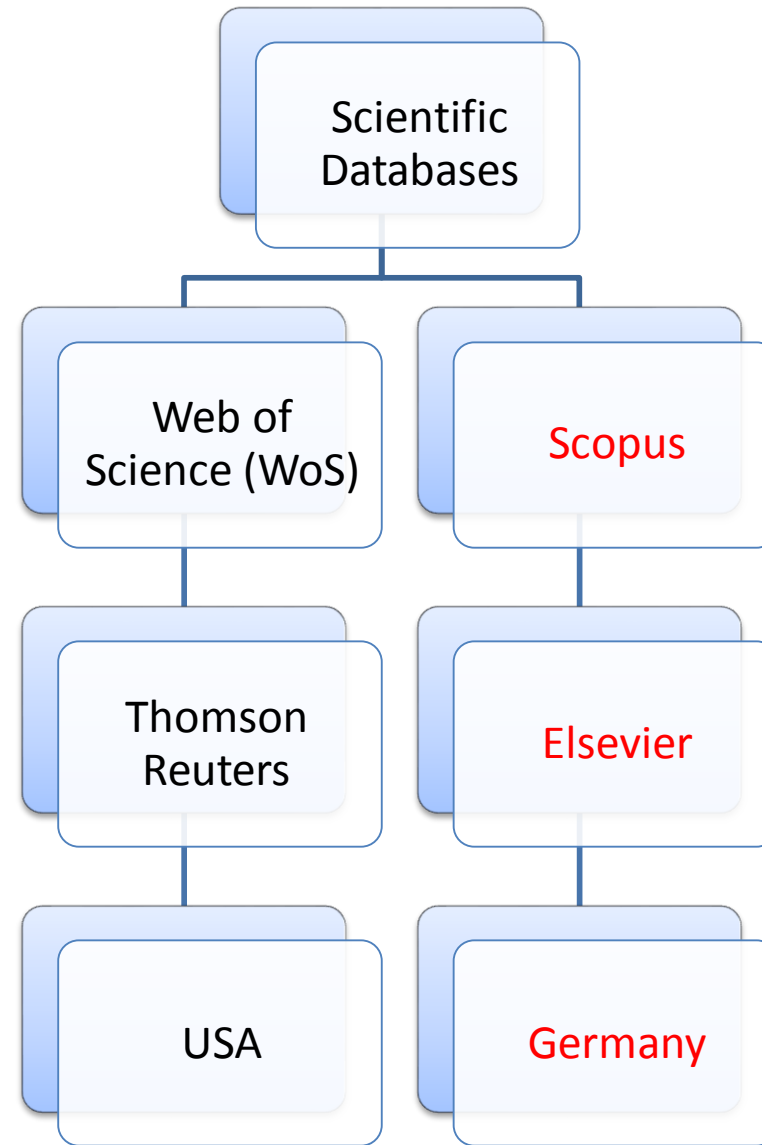 Scientific
Databases
Web of
Science (WoS)
Scopus
Thomson
Reuters
Elsevier
USA
Germany